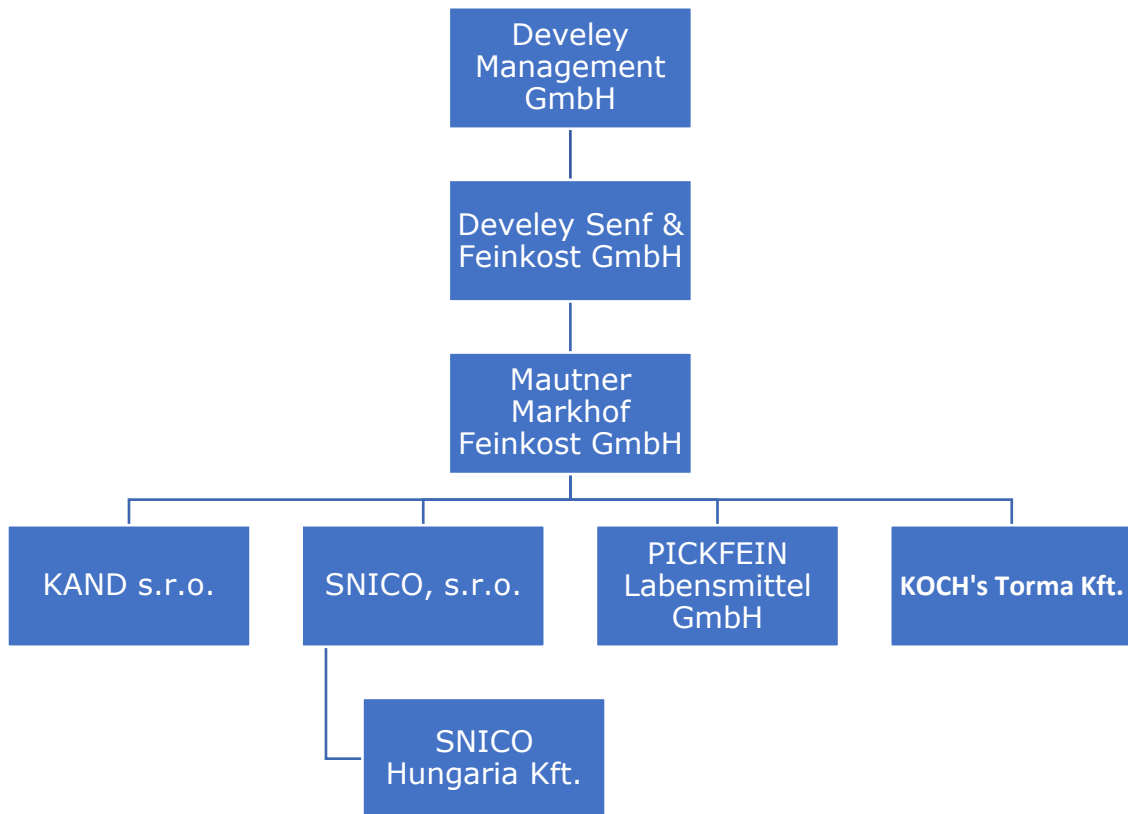 Develey
Management
GmbH
Develey Senf &
Feinkost GmbH
Mautner
Markhof
Feinkost GmbH
KAND s.r.o.
SNICO, s.r.o.
PICKFEIN
Labensmittel
GmbH
KOCH's Torma Kft.
SNICO
Hungaria Kft.